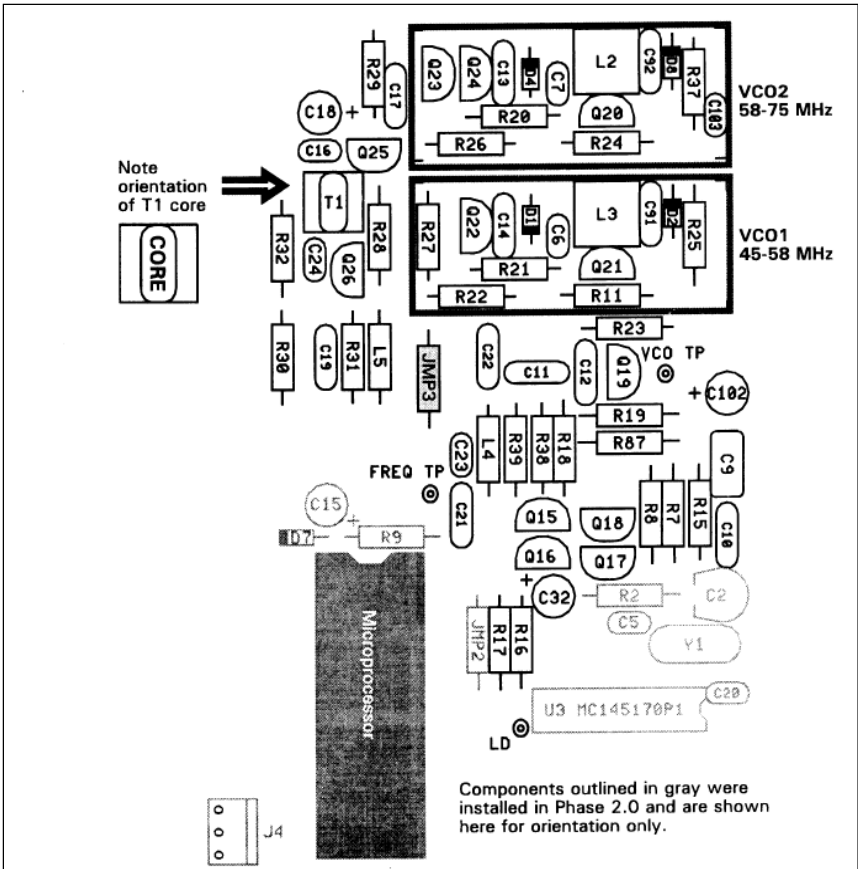 R29
C17
Q23
Q24
C13
D4
C7
L2
C92
D8
R37
C103
VCO2
58-75 MHz
C18
+
R20
Q20
C16
Q25
R26
R24
Note
orientation
of T1 core
T1
CORE
R32
C24
Q26
R28
R27
Q22
C14
D1
C6
L3
C91
D2
R25
VCO1
45-58 MHz
R21
Q21
R22
R11
R23
R30
C19
R31
L5
JMP3
C22
C11
C12
Q19
VCO TP
+
C102
R19
R87
C23
L4
R39
R38
R18
C9
FREQ TP
C15
+
C21
Q15
Q18
R8
R7
R15
C10
D7
R9
Q16
Q17
+
C32
R2
C2
C5
Y1
Microprocessor
JMP2
R17
R16
C20
U3 MC145170P1
LD
Components outlined in gray were
installed in Phase 2.0 and are shown
here for orientation only.
J4